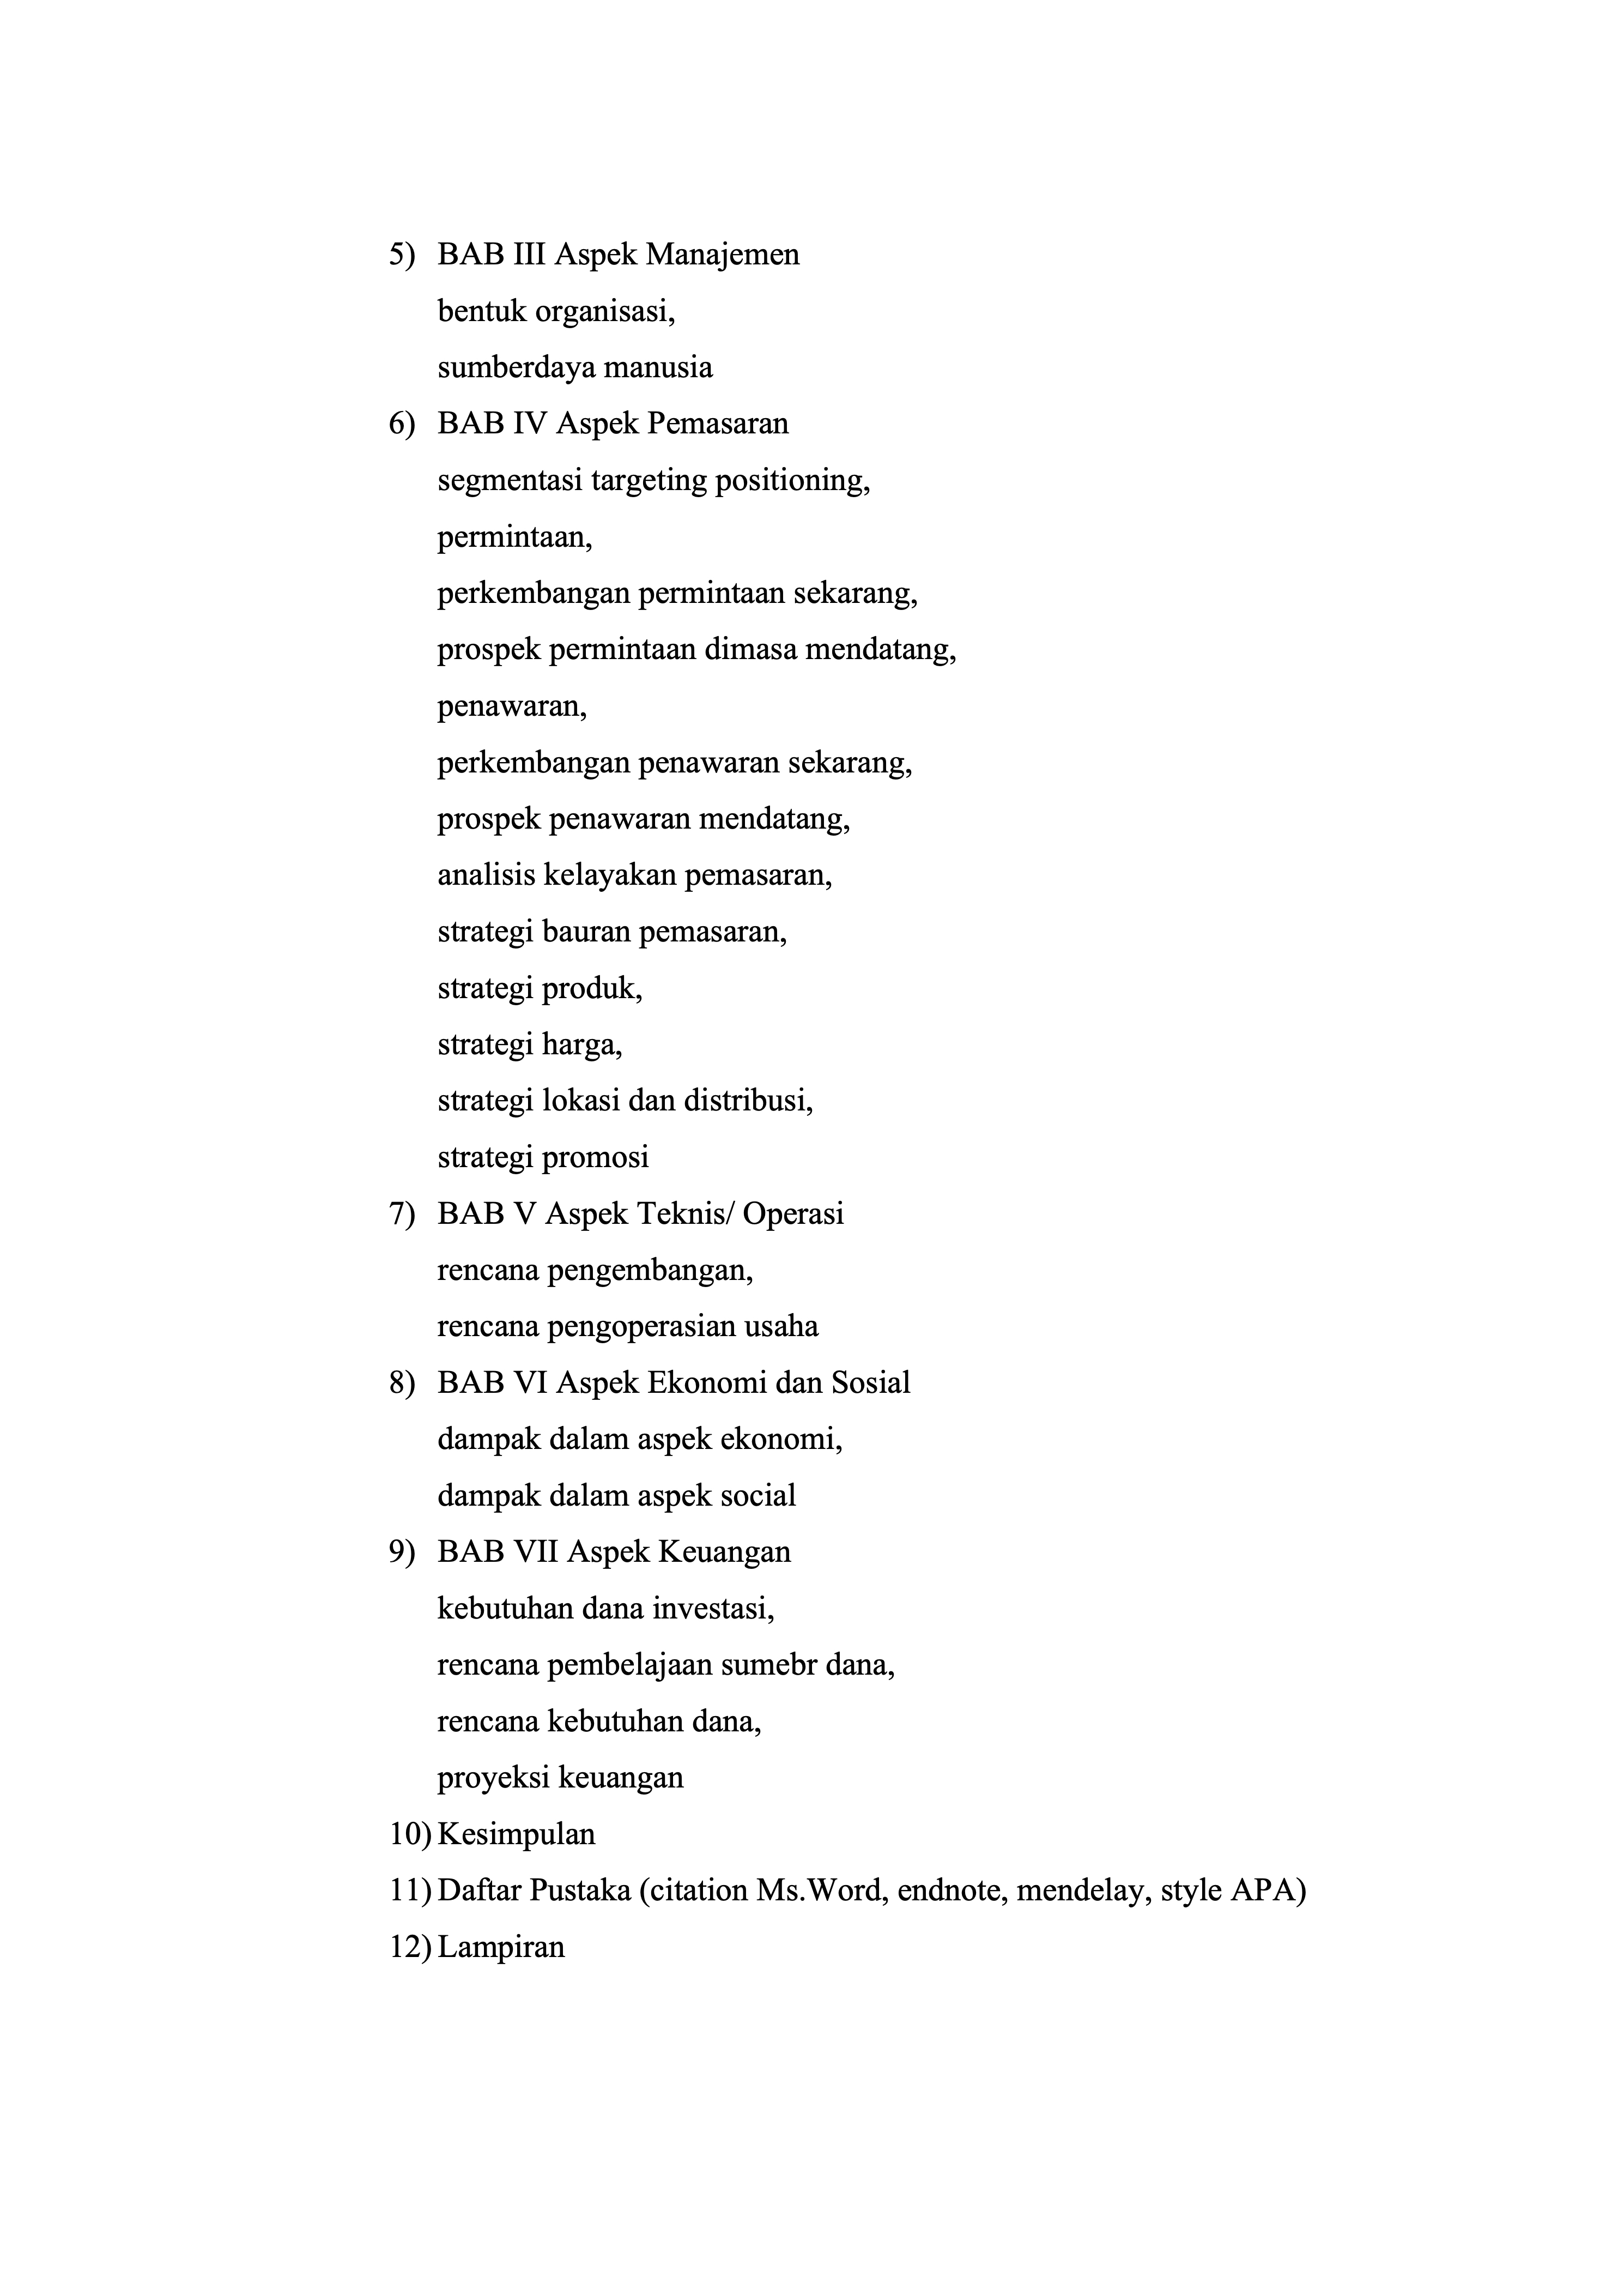 5) BAB III Aspek Manajemen
bentuk organisasi,
sumberdaya manusia
6) BAB IV Aspek Pemasaran
segmentasi targeting positioning,
permintaan,
perkembangan permintaan sekarang,
prospek permintaan dimasa mendatang,
penawaran,
perkembangan penawaran sekarang,
prospek penawaran mendatang,
analisis kelayakan pemasaran,
strategi bauran pemasaran,
strategi produk,
strategi harga,
strategi lokasi dan distribusi,
strategi promosi
7) BAB V Aspek Teknis/ Operasi
rencana pengembangan,
rencana pengoperasian usaha
8) BAB VI Aspek Ekonomi dan Sosial
dampak dalam aspek ekonomi,
dampak dalam aspek social
9) BAB VII Aspek Keuangan
kebutuhan dana investasi,
rencana pembelajaan sumebr dana,
rencana kebutuhan dana,
proyeksi keuangan
10) Kesimpulan
11) Daftar Pustaka (citation Ms.Word, endnote, mendelay, style APA)
12) Lampiran